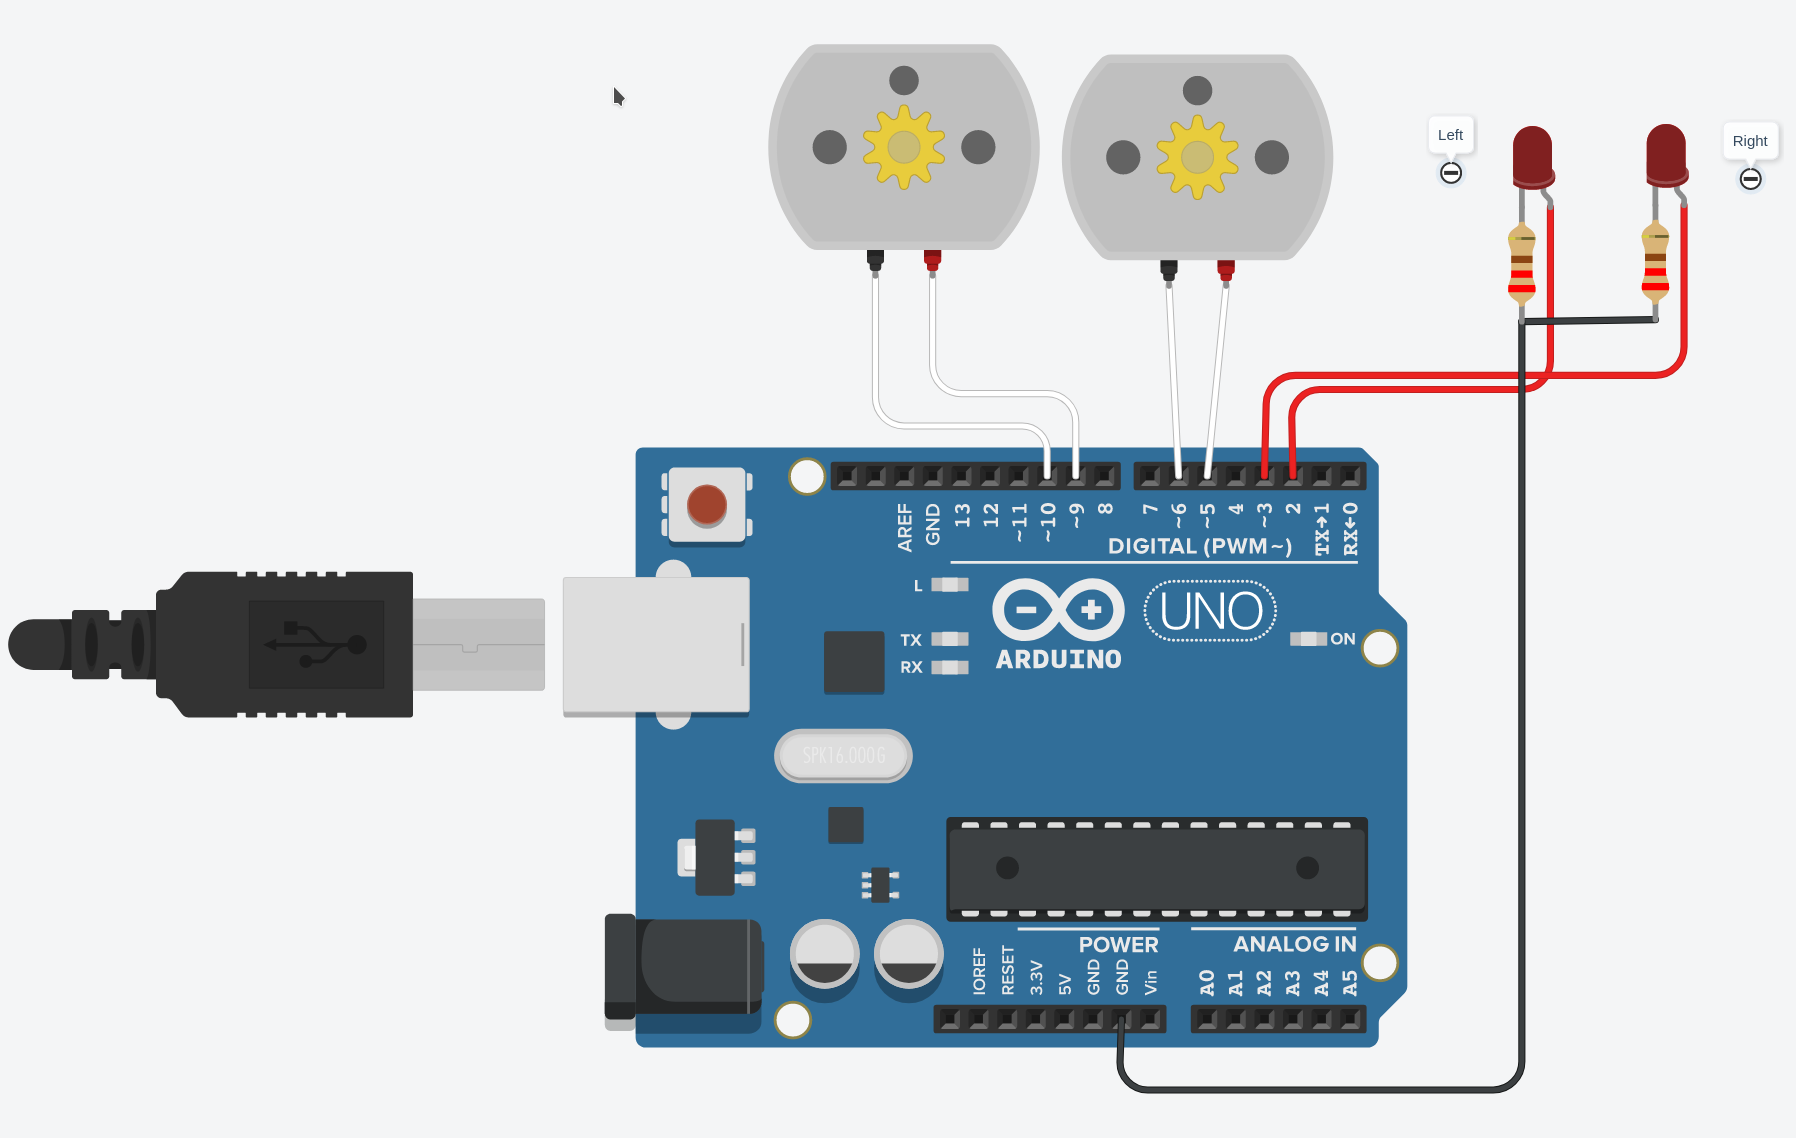 Left
Right
AREF
GND
13
12
~11
~10
~9
8
7
~6
~5
4
~3
2
TX→1
RX←0
DIGITAL (PWM~)
L
TX
RX
UNO
ARDUINO
ON
SPK16.000G
POWER
ANALOG IN
IOREF
RESET
3.3V
5V
GND
GND
Vin
A0
A1
A2
A3
A4
A5